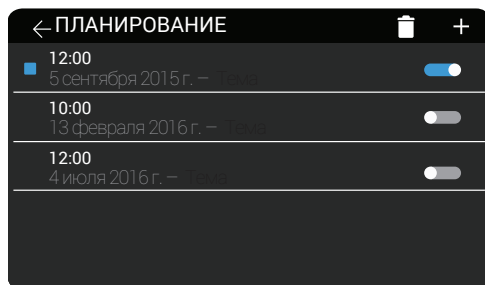 ПЛАНИРОВАНИЕ
12:00
5 сентября 2015 г. – Тема
10:00
13 февраля 2016 г. – Тема
12:00
4 июля 2016 г. – Тема